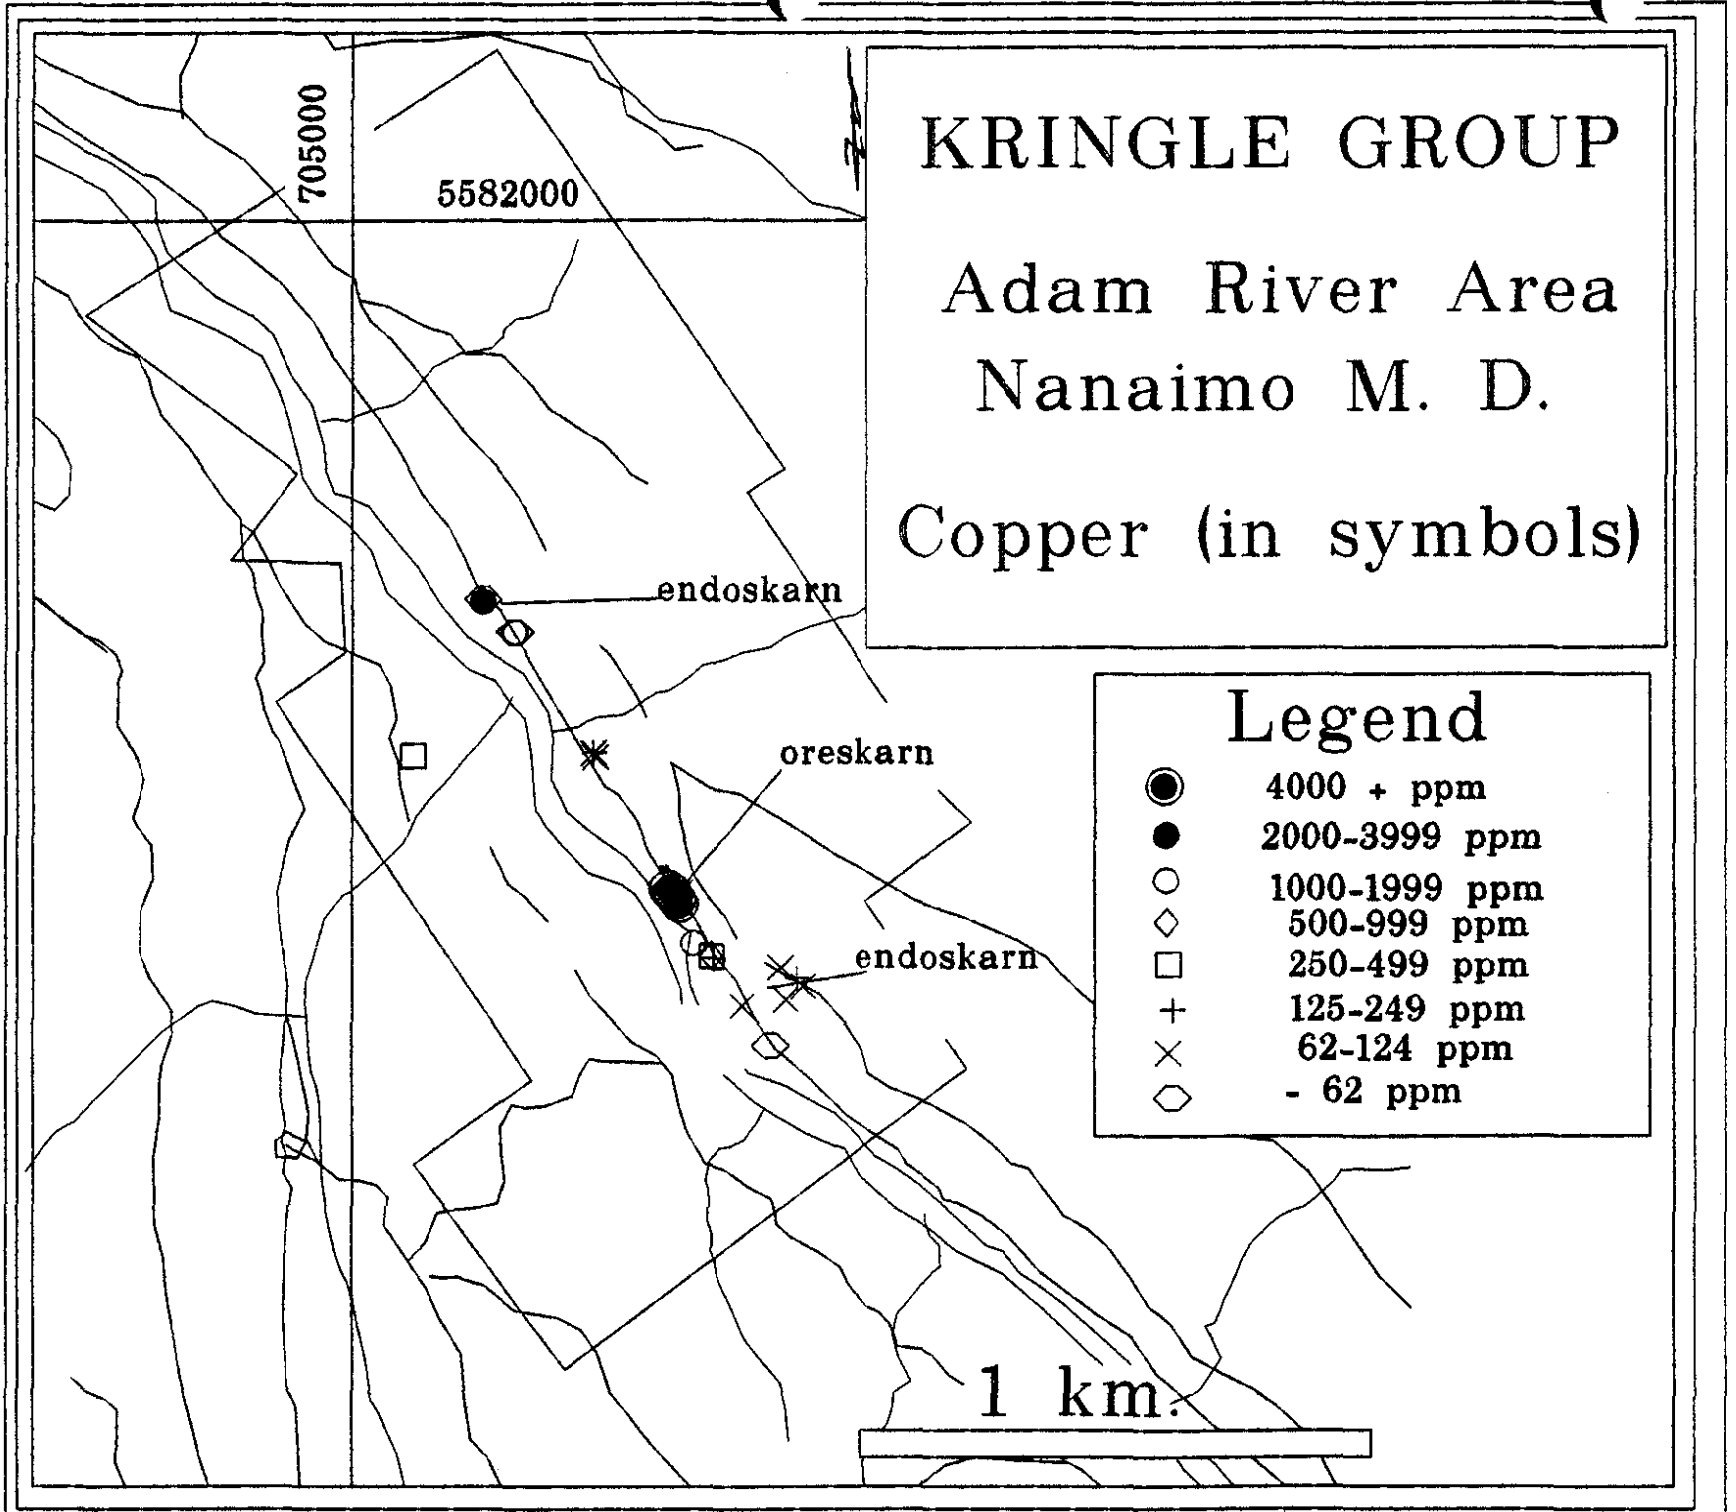 705000
5582000
N
KRINGLE GROUP
Adam River Area
Nanaimo M. D.
Copper (in symbols)
endoskarn
oreskarn
endoskarn
Legend
4000 + ppm
2000-3999 ppm
1000-1999 ppm
500-999 ppm
250-499 ppm
125-249 ppm
62-124 ppm
- 62 ppm
1 km.